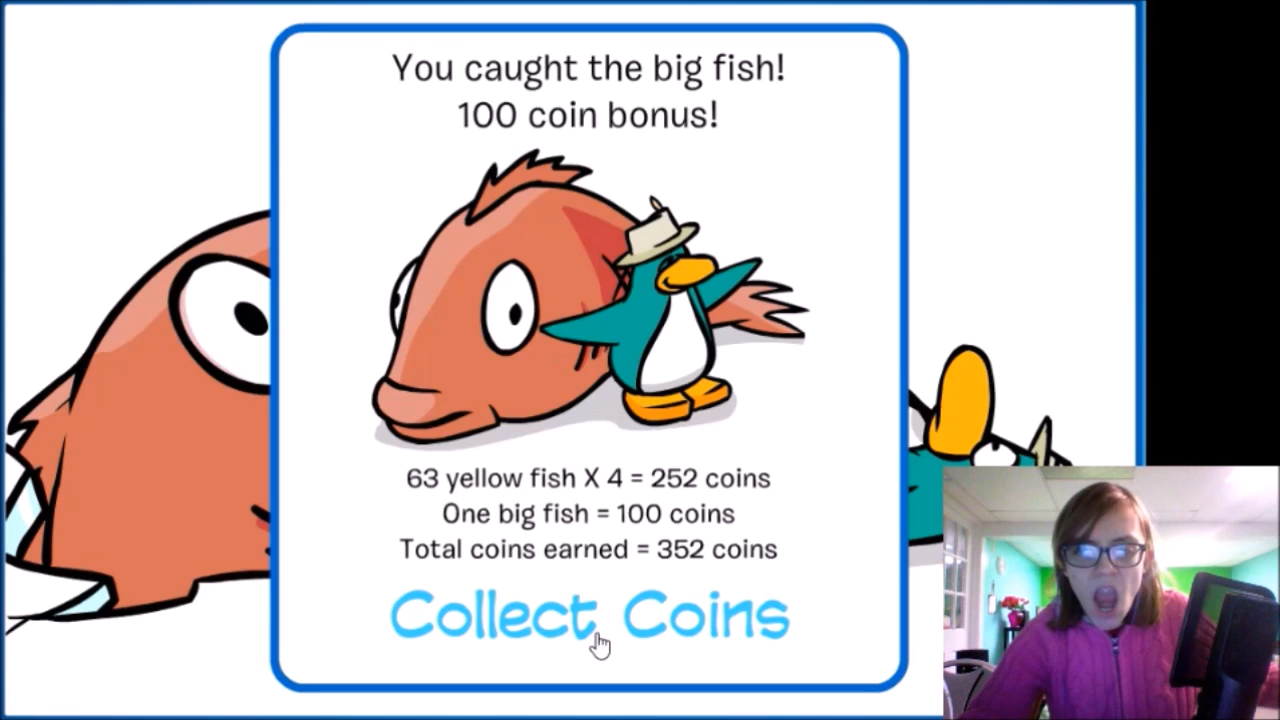 You caught the big fish!
100 coin bonus!
63 yellow fish X 4 = 252 coins
One big fish = 100 coins
Total coins earned = 352 coins
Collect Coins